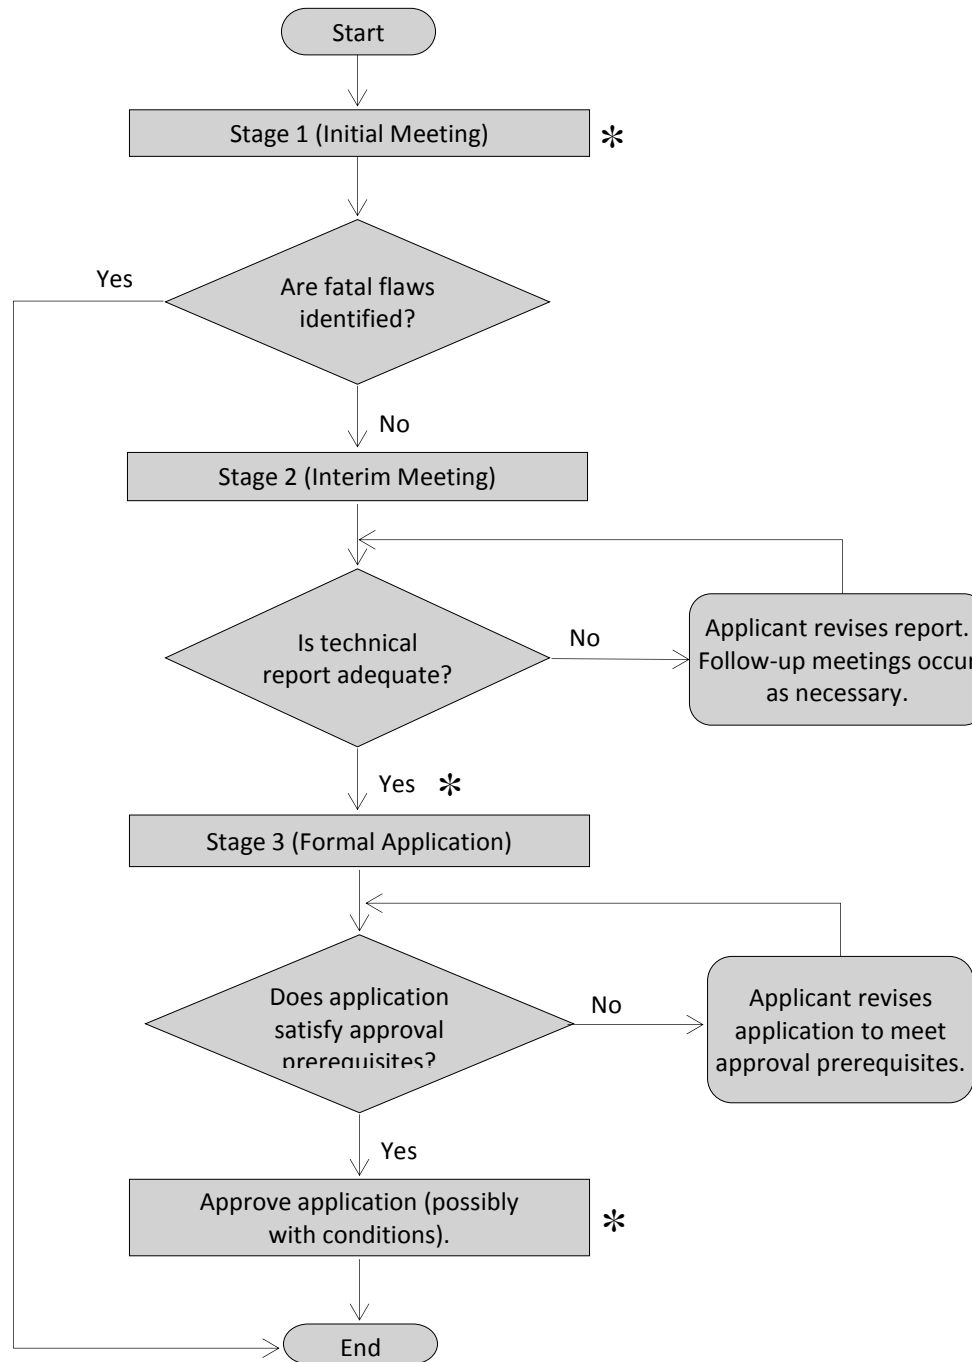 Start
Stage 1 (Initial Meeting)
*
Yes
Are fatal flaws
identified?
No
Stage 2 (Interim Meeting)
Is technical
report adequate?
No
Applicant revises report.
Follow-up meetings occur
as necessary.
Yes *
Stage 3 (Formal Application)
Does application
satisfy approval
prerequisites?
No
Applicant revises
application to meet
approval prerequisites.
Yes
Approve application (possibly
with conditions).
*
End